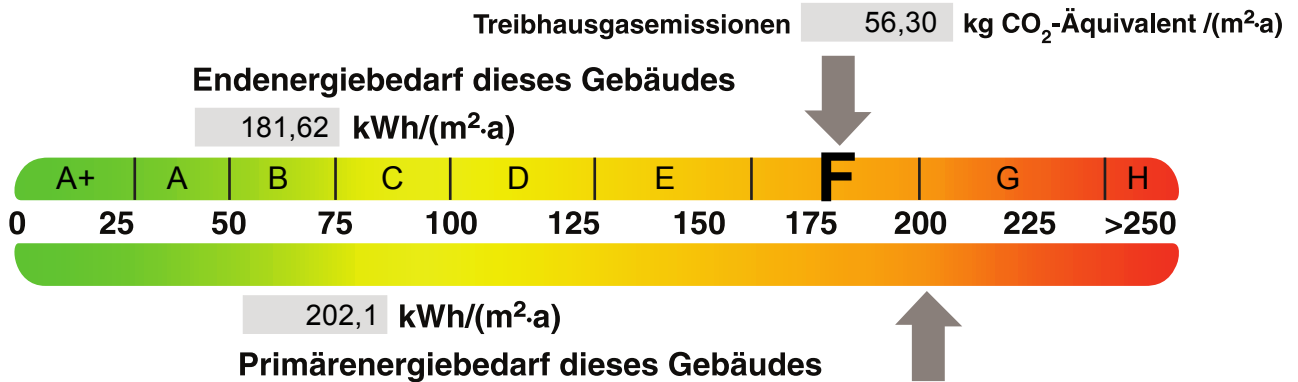 Treibhausgasemissionen 56,30 kg CO₂-Äquivalent /(m²·a)
Endenergiebedarf dieses Gebäudes
181,62 kWh/(m²·a)
A+ A B C D E F G H
0 25 50 75 100 125 150 175 200 225 >250
202,1 kWh/(m²·a)
Primärenergiebedarf dieses Gebäudes